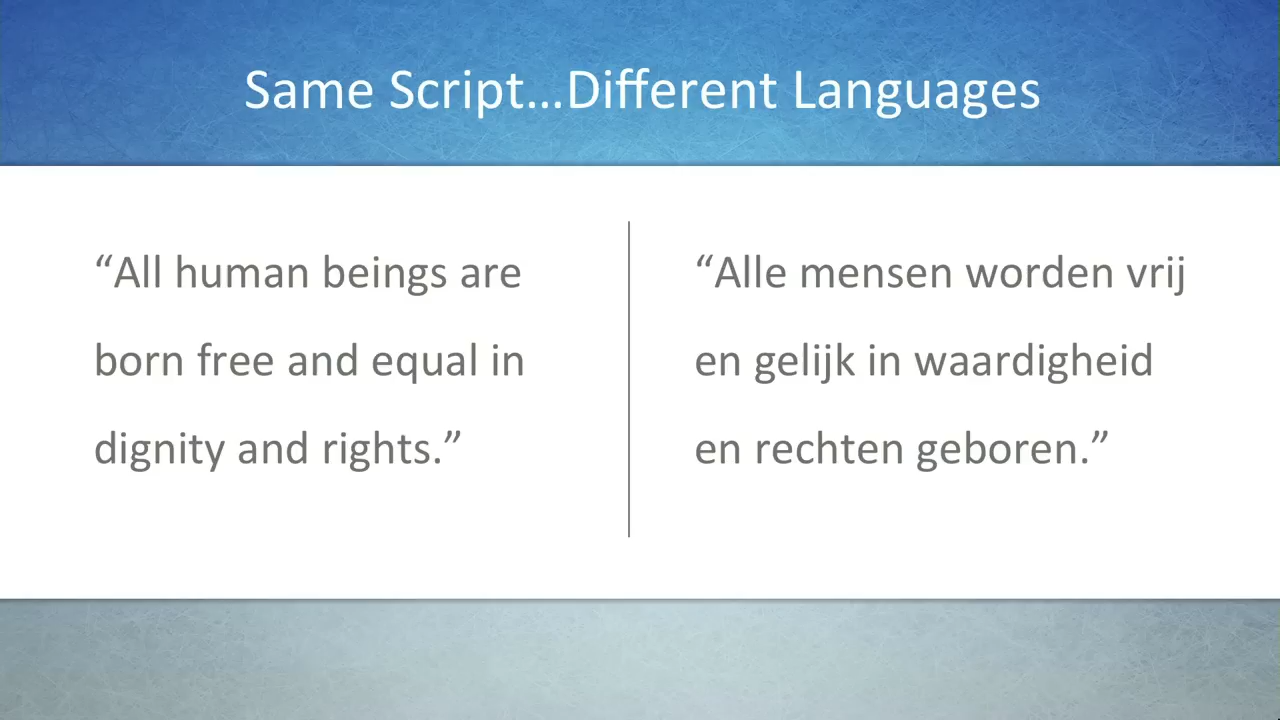 Same Script...Different Languages
“All human beings are
born free and equal in
dignity and rights.”
“Alle mensen worden vrij
en gelijk in waardigheid
en rechten geboren.”